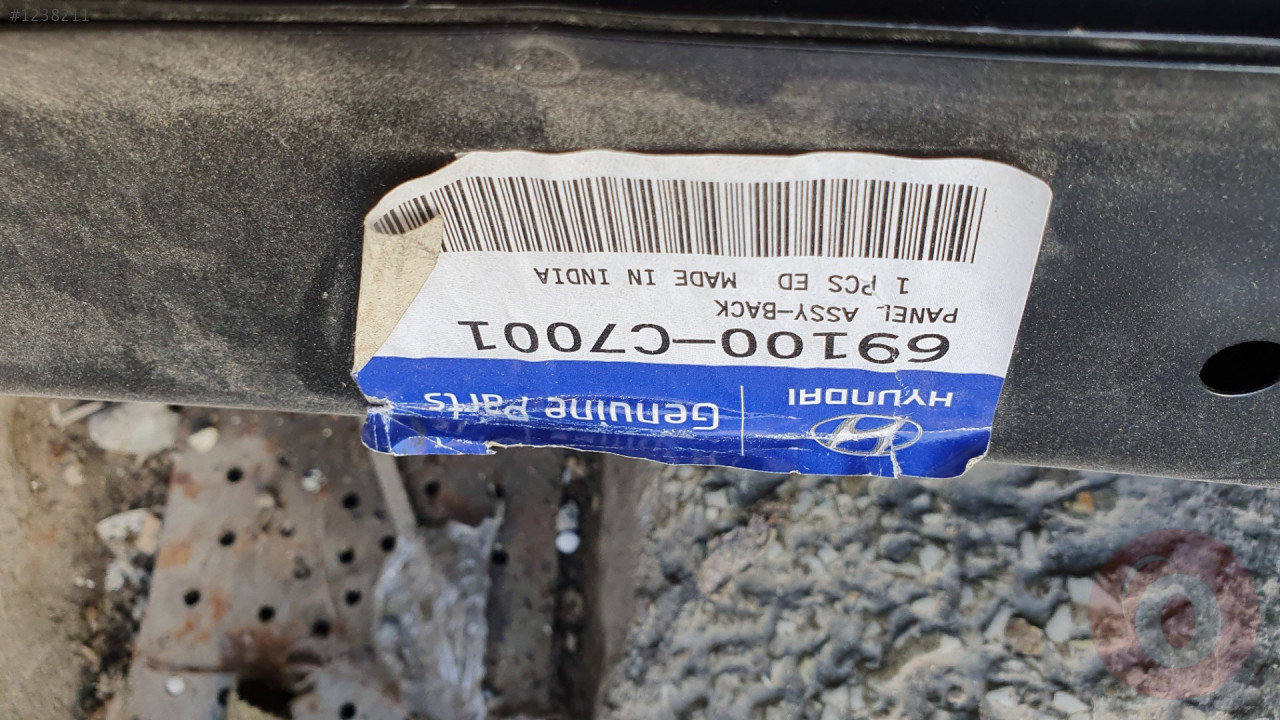 #1238211
HYUNDAI Genuine Parts
69100-C7001
PANEL ASSY-BACK
1 PCS ED MADE IN INDIA